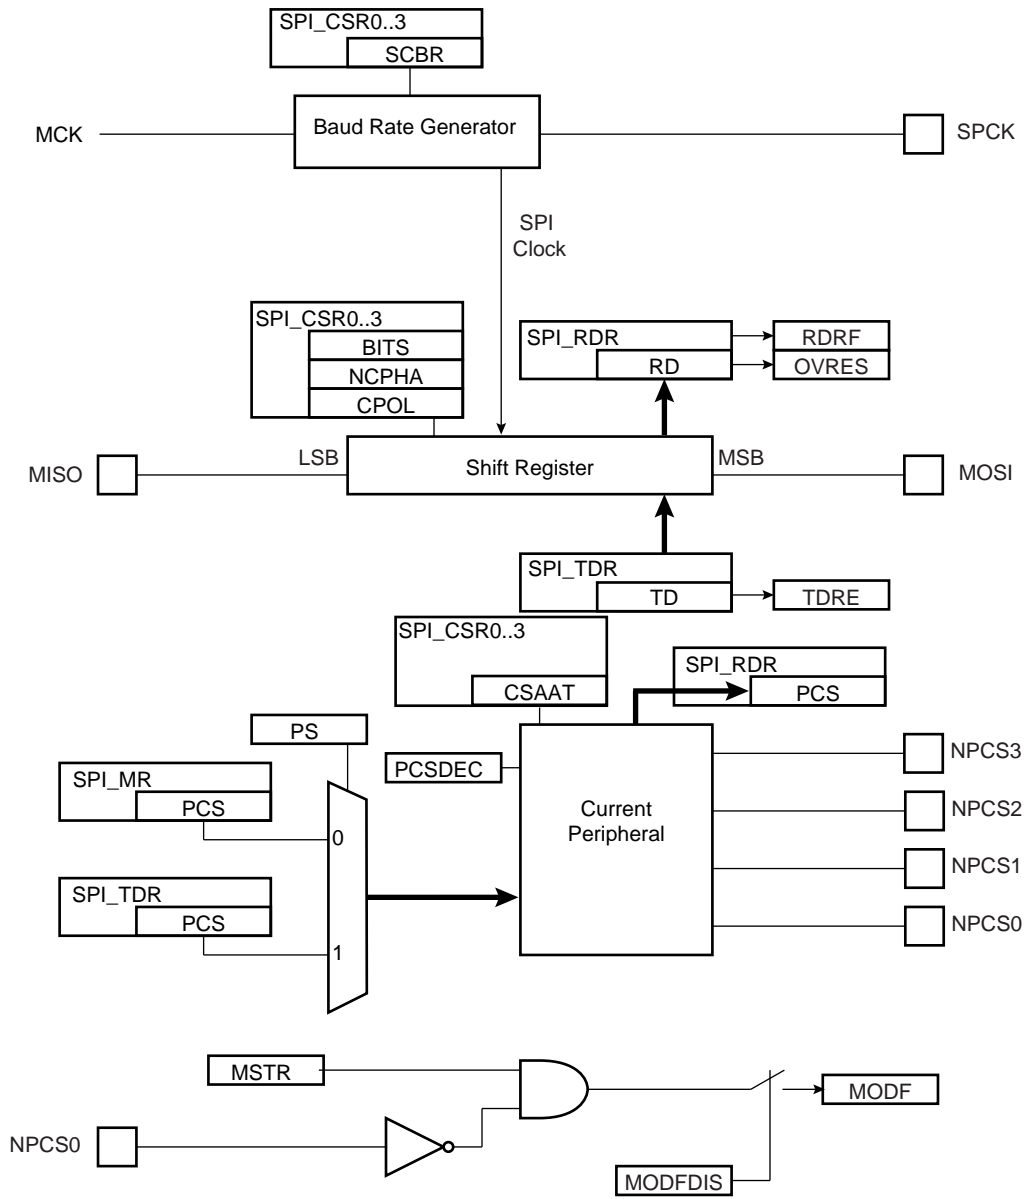 SPI_CSR0..3
SCBR
MCK
Baud Rate Generator
SPCK
SPI
Clock
SPI_CSR0..3
BITS
NCPHA
CPOL
SPI_RDR
RD
RDRF
OVRES
MISO
LSB
Shift Register
MSB
MOSI
SPI_TDR
TD
TDRE
SPI_CSR0..3
CSAAT
SPI_RDR
PCS
PS
PCSDEC
NPCS3
SPI_MR
PCS
0
Current
Peripheral
NPCS2
NPCS1
SPI_TDR
PCS
1
NPCS0
MSTR
MODF
NPCS0
MODFDIS